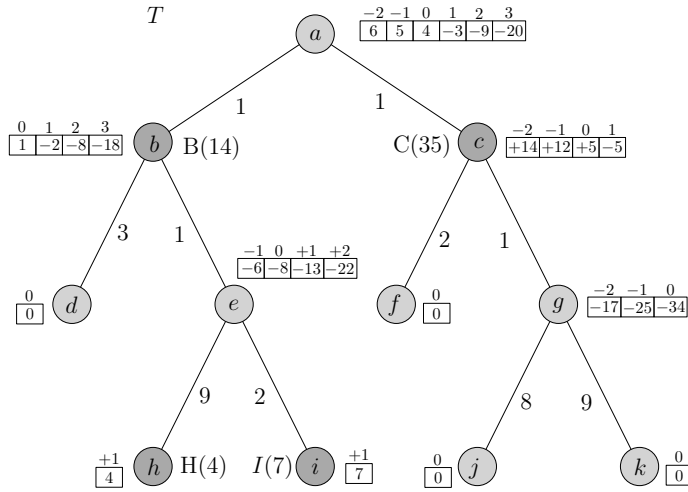 T
−2 −1 0 1 2 3
6 5 4 −3 −9 −20
a
1 1
0 1 2 3
1 −2 −8 −18
b B(14)
C(35) c
−2 −1 0 1
+14 +12 +5 −5
3 1 2 1
−1 0 +1 +2
−6 −8 −13 −22
0
0
d
e
f
0
0
g
−2 −1 0
−17 −25 −34
9 2 8 9
+1
4
h H(4)
I(7) i
+1
7
0
0
j
k
0
0